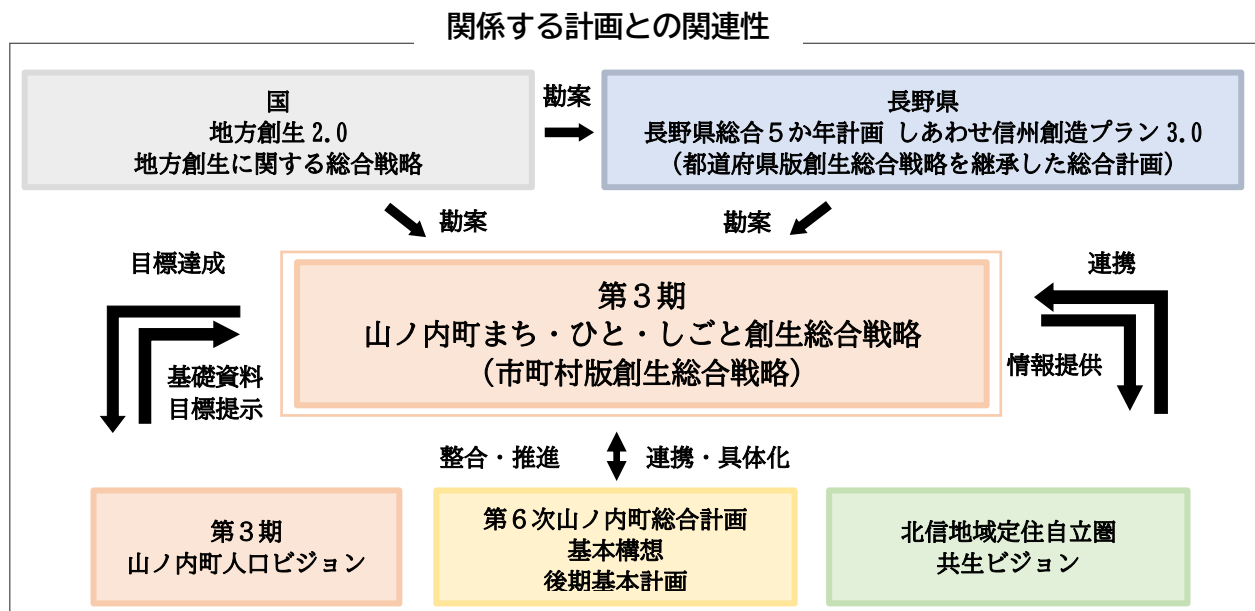 関係する計画との関連性
国
地方創生 2.0
地方創生に関する総合戦略
勘案
長野県
長野県総合５か年計画 しあわせ信州創造プラン 3.0
（都道府県版創生総合戦略を継承した総合計画）
勘案
勘案
目標達成
連携
第３期
山ノ内町まち・ひと・しごと創生総合戦略
（市町村版創生総合戦略）
基礎資料
目標提示
情報提供
整合・推進
連携・具体化
第３期
山ノ内町人口ビジョン
第６次山ノ内町総合計画
基本構想
後期基本計画
北信地域定住自立圏
共生ビジョン